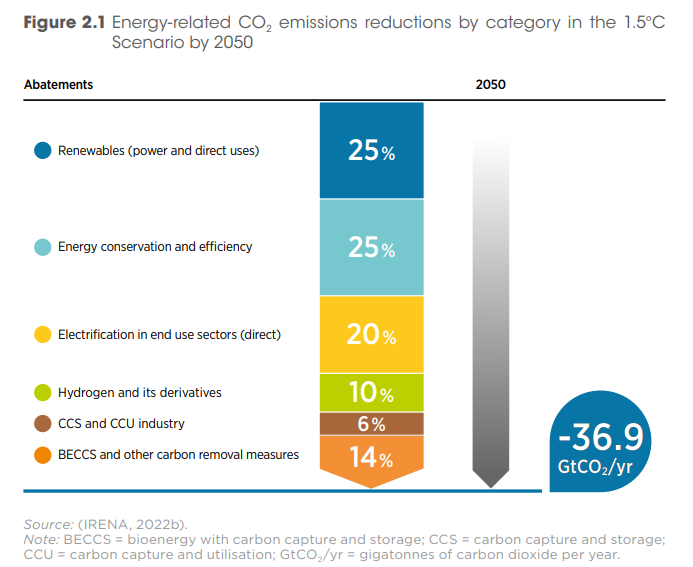 Figure 2.1 Energy-related CO₂ emissions reductions by category in the 1.5°C
Scenario by 2050
Abatements
2050
Renewables (power and direct uses)
25%
Energy conservation and efficiency
25%
Electrification in end use sectors (direct)
20%
Hydrogen and its derivatives
10%
CCS and CCU industry
6%
BECCS and other carbon removal measures
14%
-36.9
GtCO₂/yr
Source: (IRENA, 2022b).
Note: BECCS = bioenergy with carbon capture and storage; CCS = carbon capture and storage;
CCU = carbon capture and utilisation; GtCO₂/yr = gigatonnes of carbon dioxide per year.